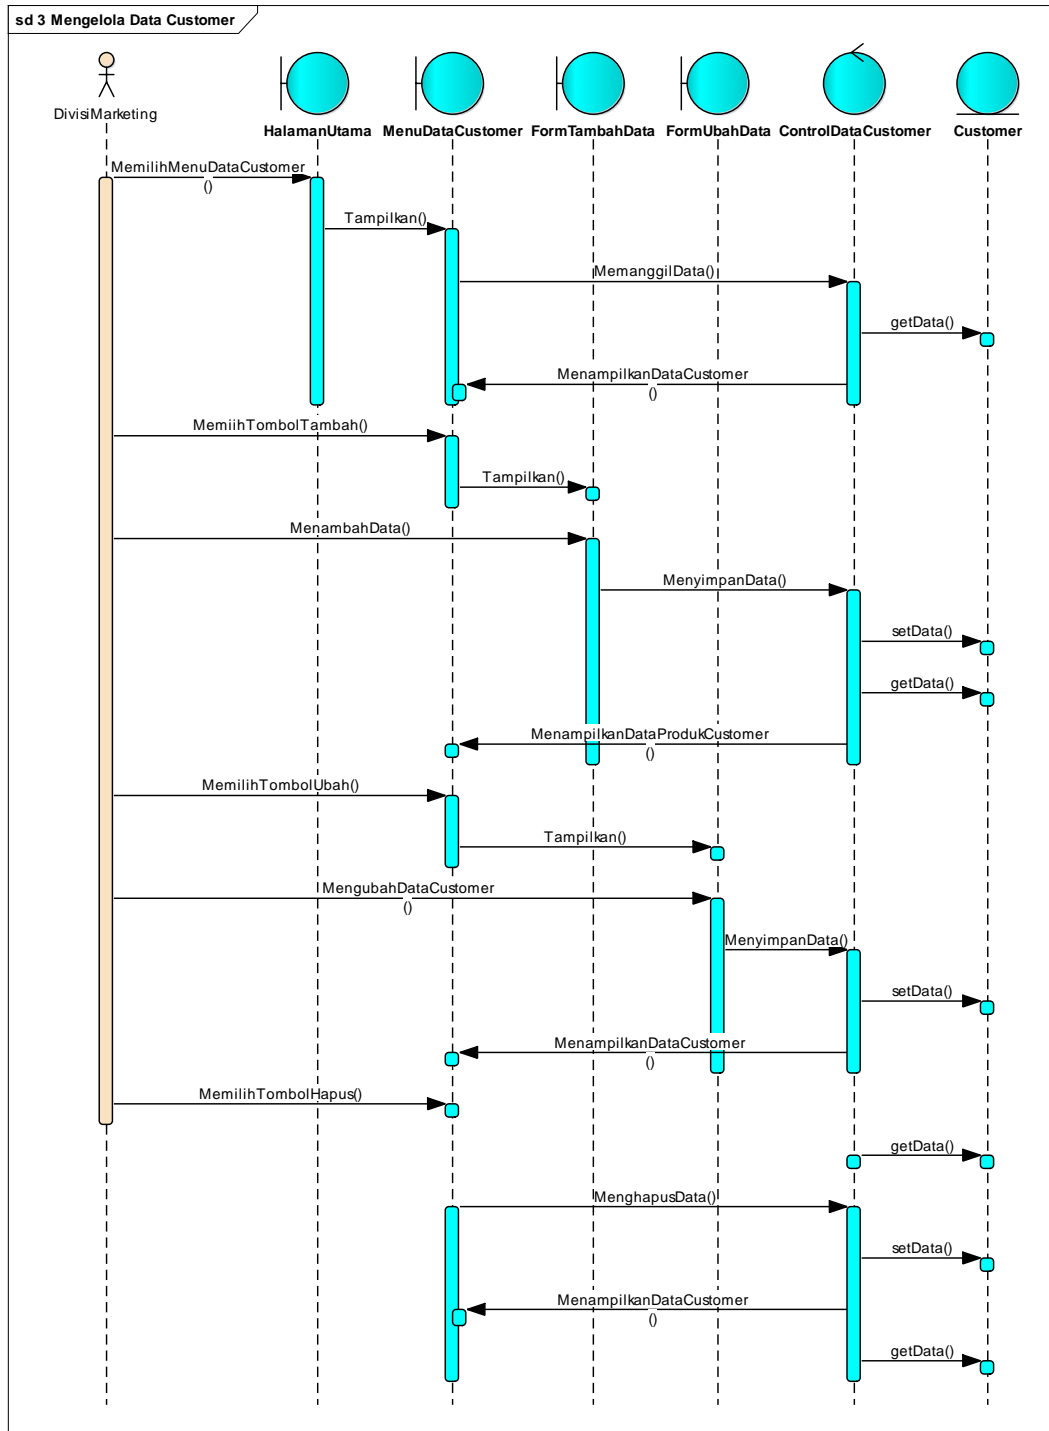 sd 3 Mengelola Data Customer
DivisiMarketing
HalamanUtama
MenuDataCustomer
FormTambahData
FormUbahData
ControlDataCustomer
Customer
MemilihMenuDataCustomer
()
Tampilkan()
MemanggilData()
getData()
MenampilkanDataCustomer
()
MemiihTombolTambah()
Tampilkan()
MenambahData()
MenyimpanData()
setData()
getData()
MenampilkanDataProdukCustomer
()
MemilihTombolUbah()
Tampilkan()
MengubahDataCustomer
()
MenyimpanData()
setData()
MenampilkanDataCustomer
()
MemilihTombolHapus()
getData()
MenghapusData()
setData()
MenampilkanDataCustomer
()
getData()